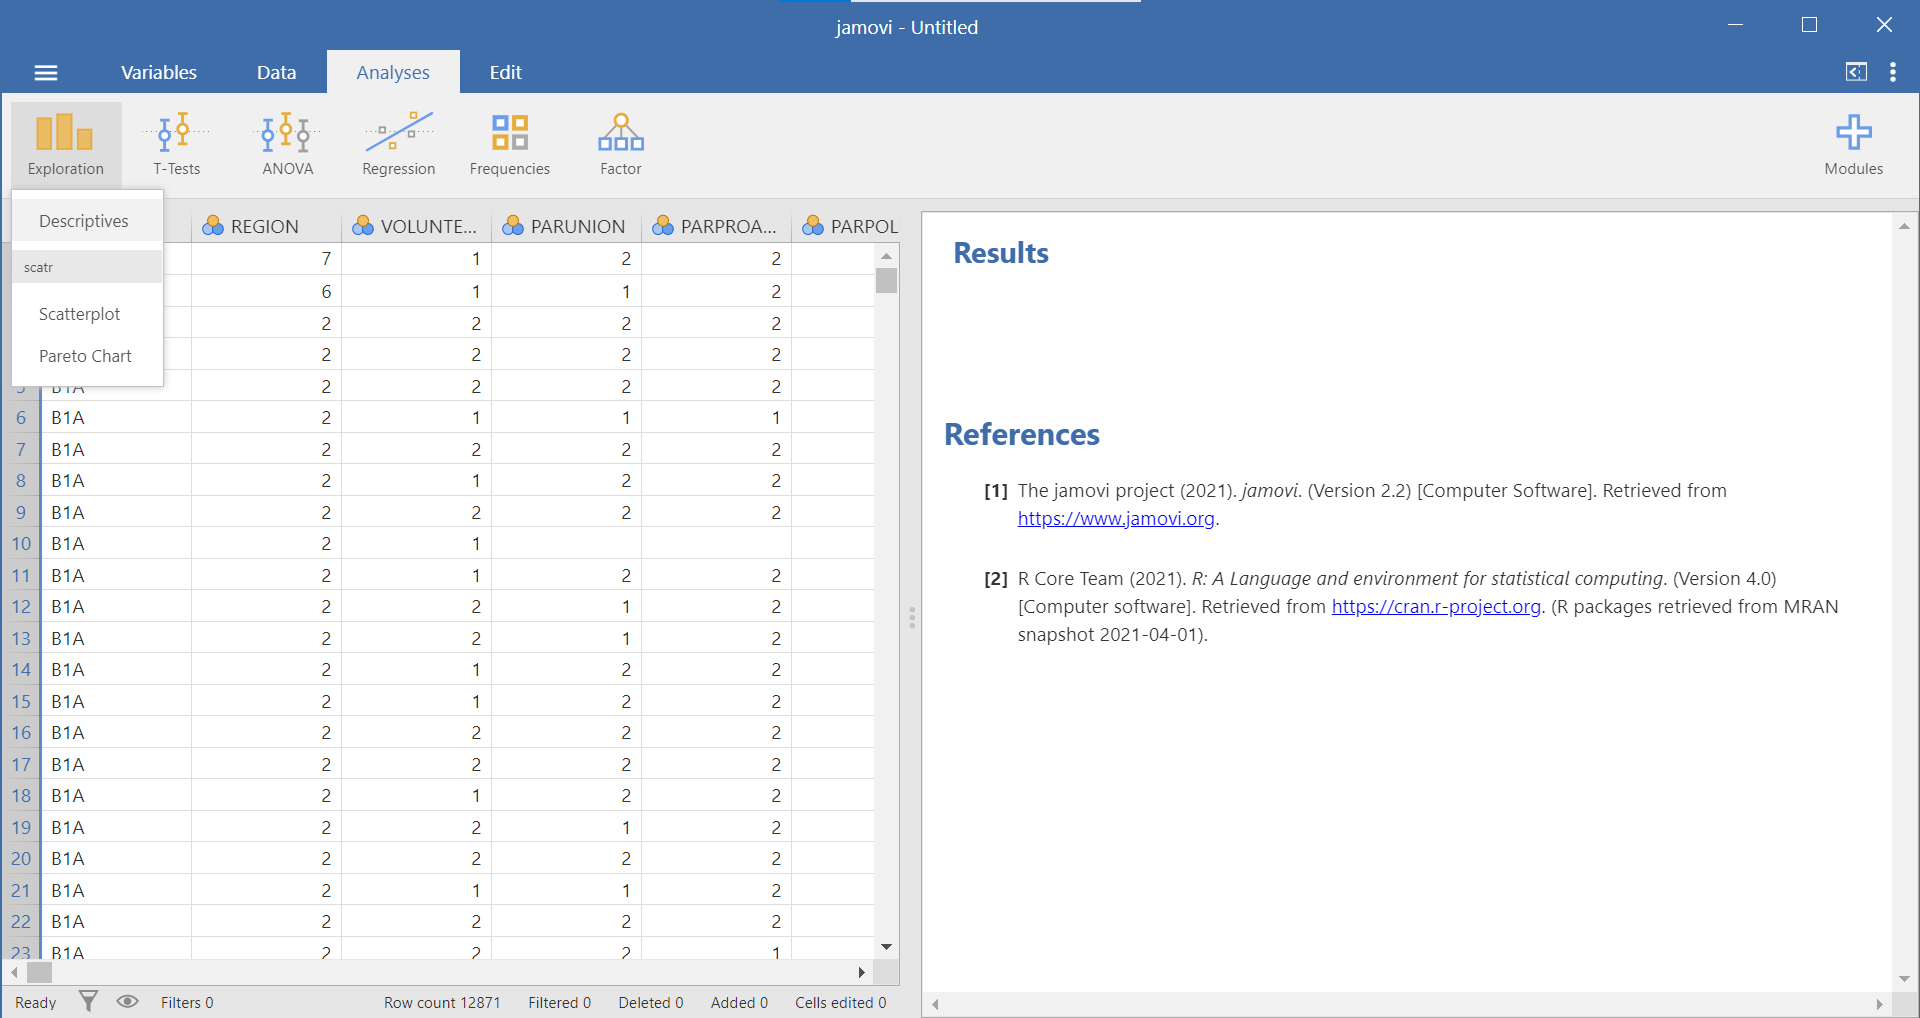 jamovi - Untitled
Variables Data Analyses Edit
Exploration T-Tests ANOVA Regression Frequencies Factor Modules
Descriptives
scatr
Scatterplot
Pareto Chart
REGION VOLUNTE... PARUNION PARPROA... PARPOL
7 1 2 2
6 1 1 2
2 2 2 2
2 2 2 2
5 B1A 2 2 2 2
6 B1A 2 1 1 1
7 B1A 2 2 2 2
8 B1A 2 1 2 2
9 B1A 2 2 2 2
10 B1A 2 1
11 B1A 2 1 2 2
12 B1A 2 2 1 2
13 B1A 2 2 1 2
14 B1A 2 1 2 2
15 B1A 2 1 2 2
16 B1A 2 2 2 2
17 B1A 2 2 2 2
18 B1A 2 1 2 2
19 B1A 2 2 1 2
20 B1A 2 2 2 2
21 B1A 2 1 1 2
22 B1A 2 2 2 2
23 B1A 2 2 2 1
Ready Filters 0 Row count 12871 Filtered 0 Deleted 0 Added 0 Cells edited 0
Results
References
[1] The jamovi project (2021). jamovi. (Version 2.2) [Computer Software]. Retrieved from
https://www.jamovi.org.
[2] R Core Team (2021). R: A Language and environment for statistical computing. (Version 4.0)
[Computer software]. Retrieved from https://cran.r-project.org. (R packages retrieved from MRAN
snapshot 2021-04-01).